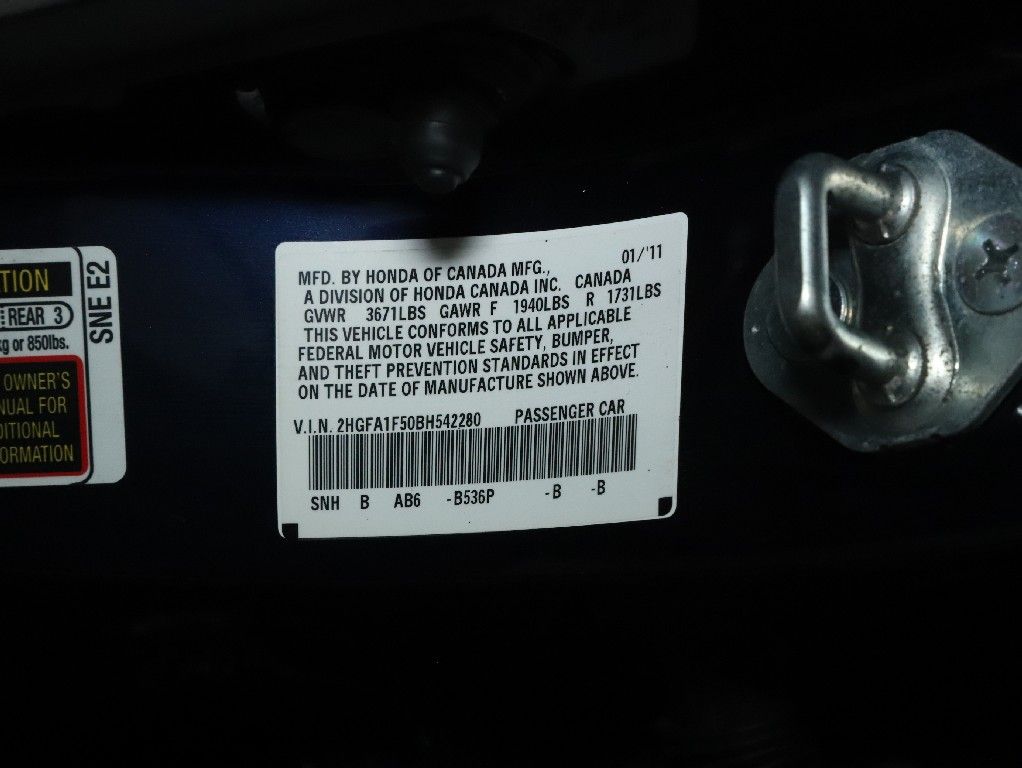 TION
REAR 3
kg or 850lbs.
OWNER'S
FOR
SNE E2
01/'11
MFD. BY HONDA OF CANADA MFG.,
A DIVISION OF HONDA CANADA INC. CANADA
GVWR 3671LBS GAWR F 1940LBS R 1731LBS
THIS VEHICLE CONFORMS TO ALL APPLICABLE
FEDERAL MOTOR VEHICLE SAFETY, BUMPER,
AND THEFT PREVENTION STANDARDS IN EFFECT
ON THE DATE OF MANUFACTURE SHOWN ABOVE.
V.I.N. 2HGFA1F50BH542280 PASSENGER CAR
SNH B AB6 -B536P -B -B